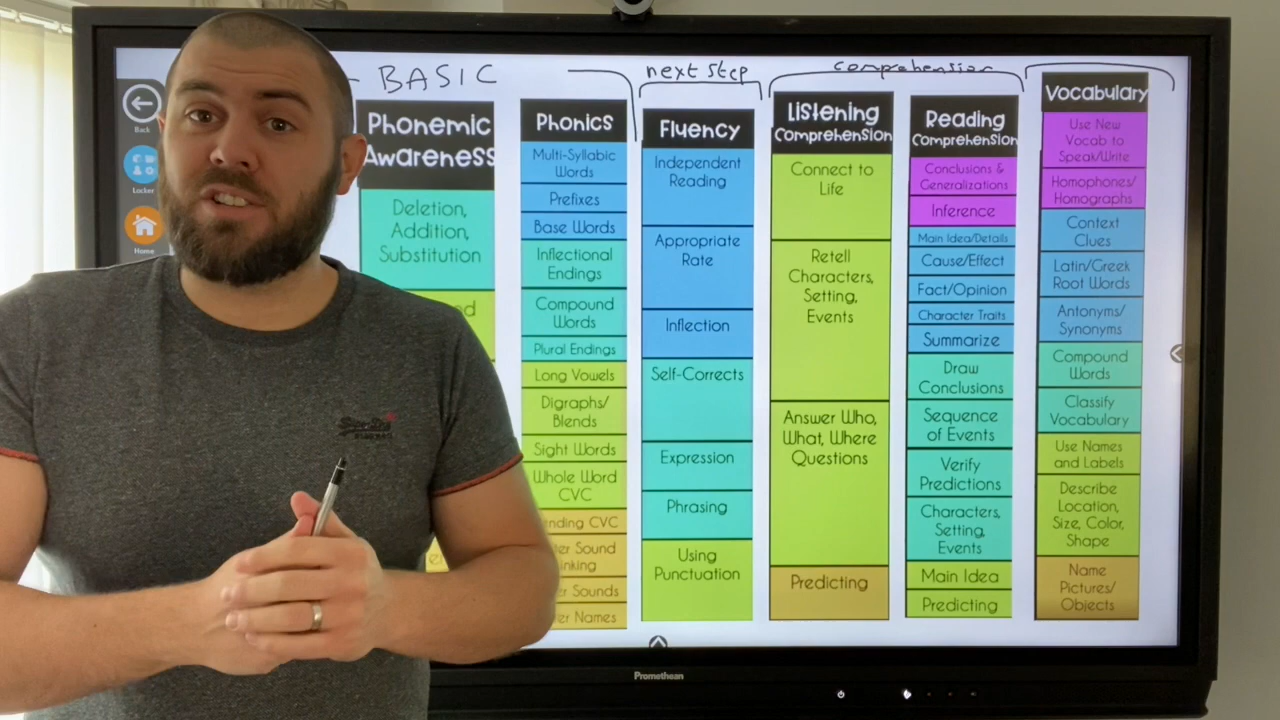 BASIC
next step
comprehension
Back
Locker
Home
Phonemic
Awareness
Deletion,
Addition,
Substitution
Phonics
Multi-Syllabic
Words
Prefixes
Base Words
Inflectional
Endings
Compound
Words
Plural Endings
Long Vowels
Digraphs/
Blends
Sight Words
Whole Word
CVC
CVC
Sound
Sounds
Names
Fluency
Independent
Reading
Appropriate
Rate
Inflection
Self-Corrects
Expression
Phrasing
Using
Punctuation
Listening
Comprehension
Connect to
Life
Retell
Characters,
Setting,
Events
Answer Who,
What, Where
Questions
Predicting
Reading
Comprehension
Conclusions &
Generalizations
Inference
Main Idea/Details
Cause/Effect
Fact/Opinion
Character Traits
Summarize
Draw
Conclusions
Sequence
of Events
Verify
Predictions
Characters,
Setting,
Events
Main Idea
Predicting
Vocabulary
Use New
Vocab to
Speak/Write
Homophones/
Homographs
Context
Clues
Latin/Greek
Root Words
Antonyms/
Synonyms
Compound
Words
Classify
Vocabulary
Use Names
and Labels
Describe
Location,
Size, Color,
Shape
Name
Pictures/
Objects
Promethean